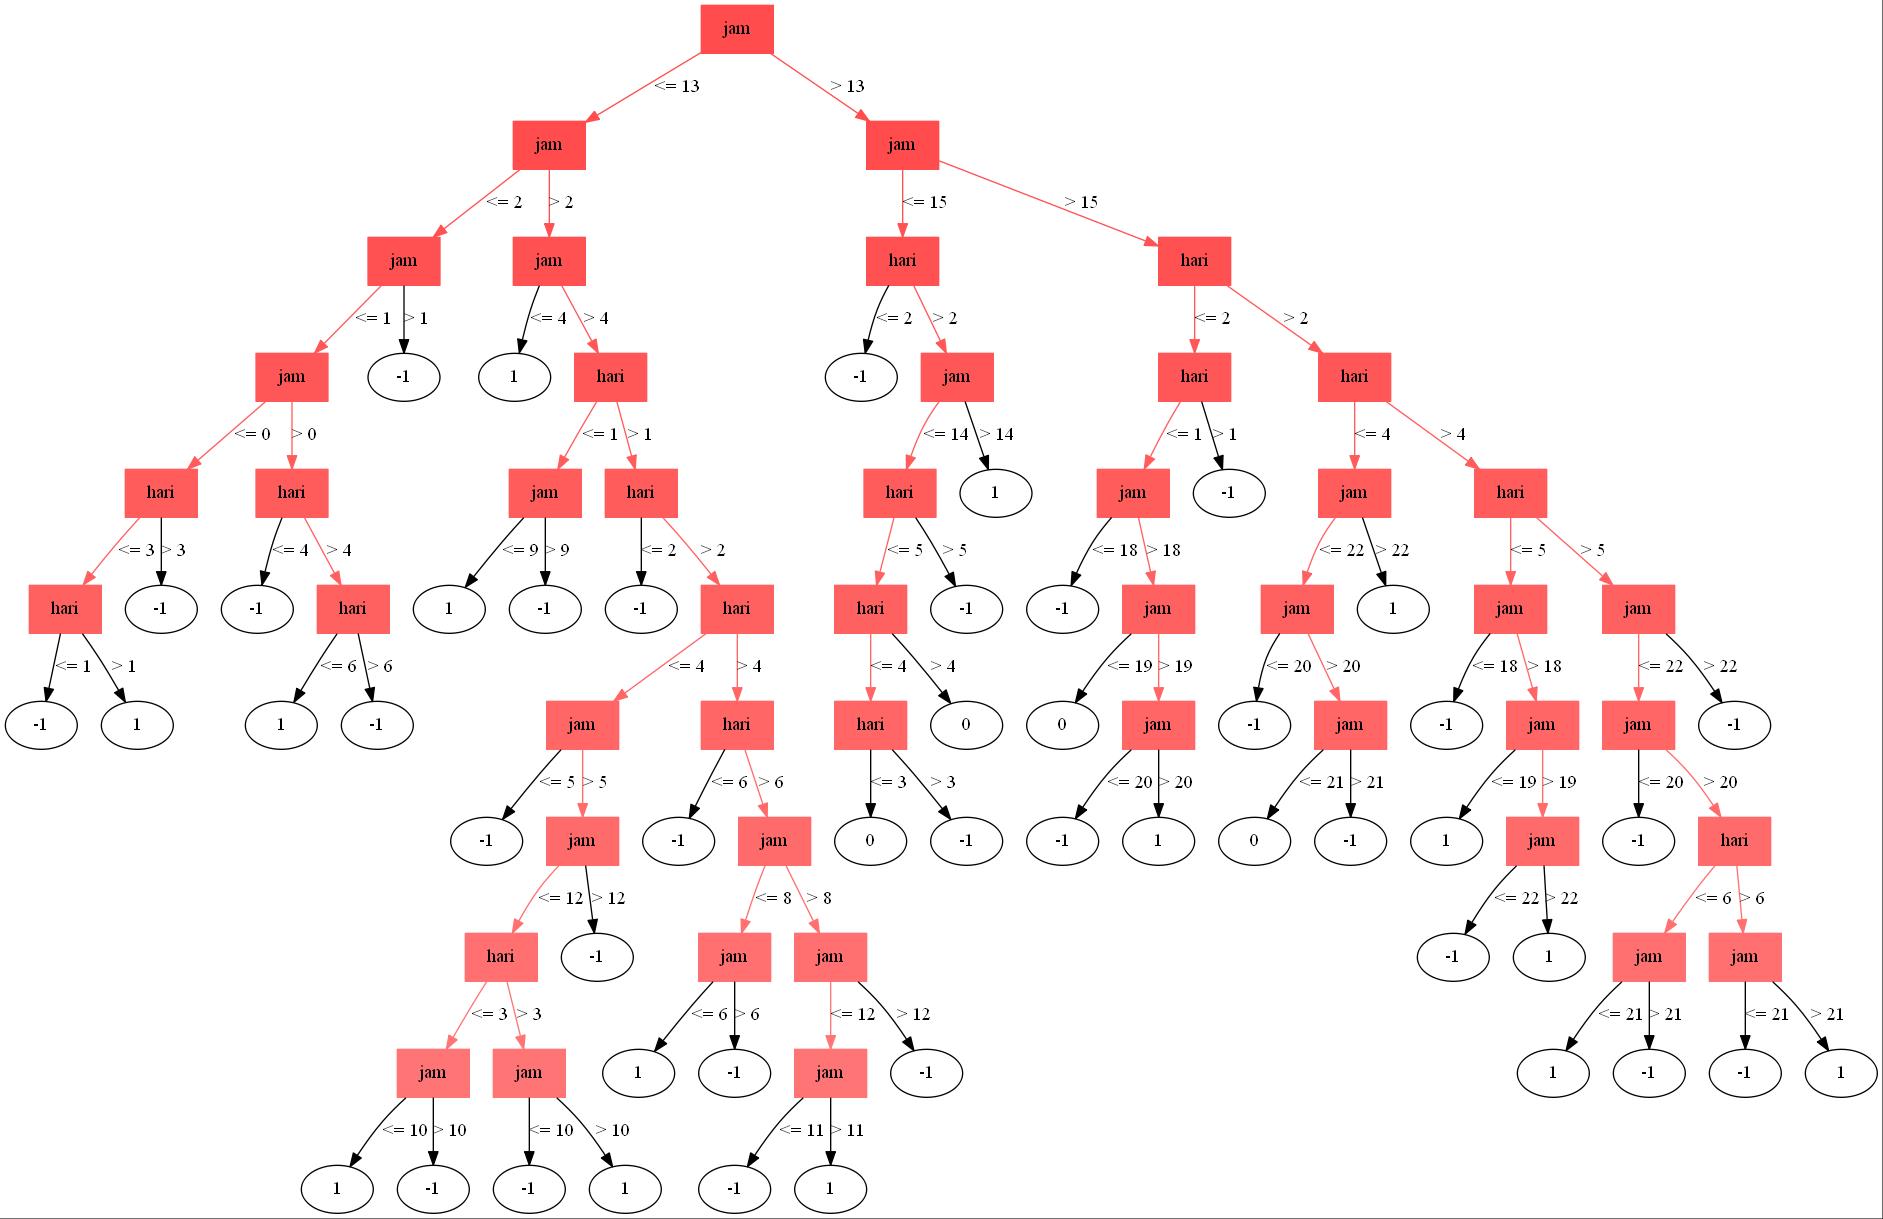 jam
<= 13 > 13
jam jam
<= 2 > 2 <= 15 > 15
jam jam hari hari
<= 1 > 1 <= 4 > 4 <= 2 > 2 <= 2 > 2
jam -1 1 hari -1 jam hari hari
<= 0 > 0 <= 1 > 1 <= 14 > 14 <= 1 > 1 <= 4 > 4
hari hari jam hari hari 1 jam -1 jam hari
<= 3 > 3 <= 4 > 4 <= 9 > 9 <= 2 > 2 <= 5 > 5 <= 18 > 18 <= 22 > 22 <= 5 > 5
hari -1 -1 hari 1 -1 -1 hari hari -1 -1 jam jam 1 jam jam
<= 1 > 1 <= 6 > 6 <= 4 > 4 <= 4 > 4 <= 19 > 19 <= 20 > 20 <= 18 > 18 <= 22 > 22
-1 1 1 -1 jam hari hari 0 0 jam -1 jam -1 jam jam -1
<= 5 > 5 <= 6 > 6 <= 3 > 3 <= 20 > 20 <= 21 > 21 <= 19 > 19 <= 20 > 20
-1 jam -1 jam 0 -1 -1 1 0 -1 1 jam -1 hari
<= 12 > 12 <= 8 > 8 <= 22 > 22 <= 6 > 6
hari -1 jam jam -1 1 jam jam
<= 3 > 3 <= 6 > 6 <= 12 > 12 <= 21 > 21 <= 21 > 21
jam jam 1 -1 jam -1 1 -1 -1 1
<= 10 > 10 <= 10 > 10 <= 11 > 11
1 -1 -1 1 -1 1